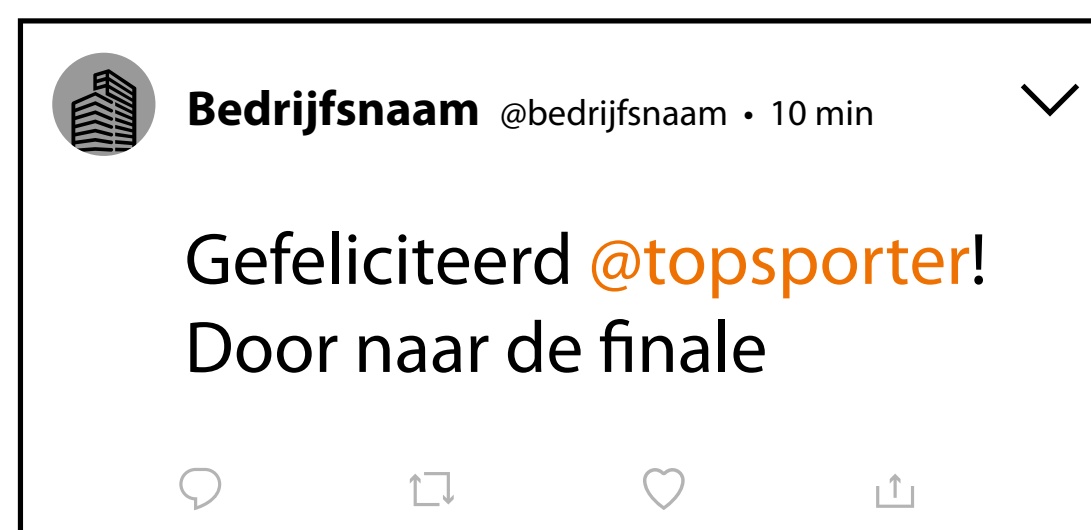 Bedrijfsnaam @bedrijfsnaam • 10 min
Gefeliciteerd @topsporter!
Door naar de finale